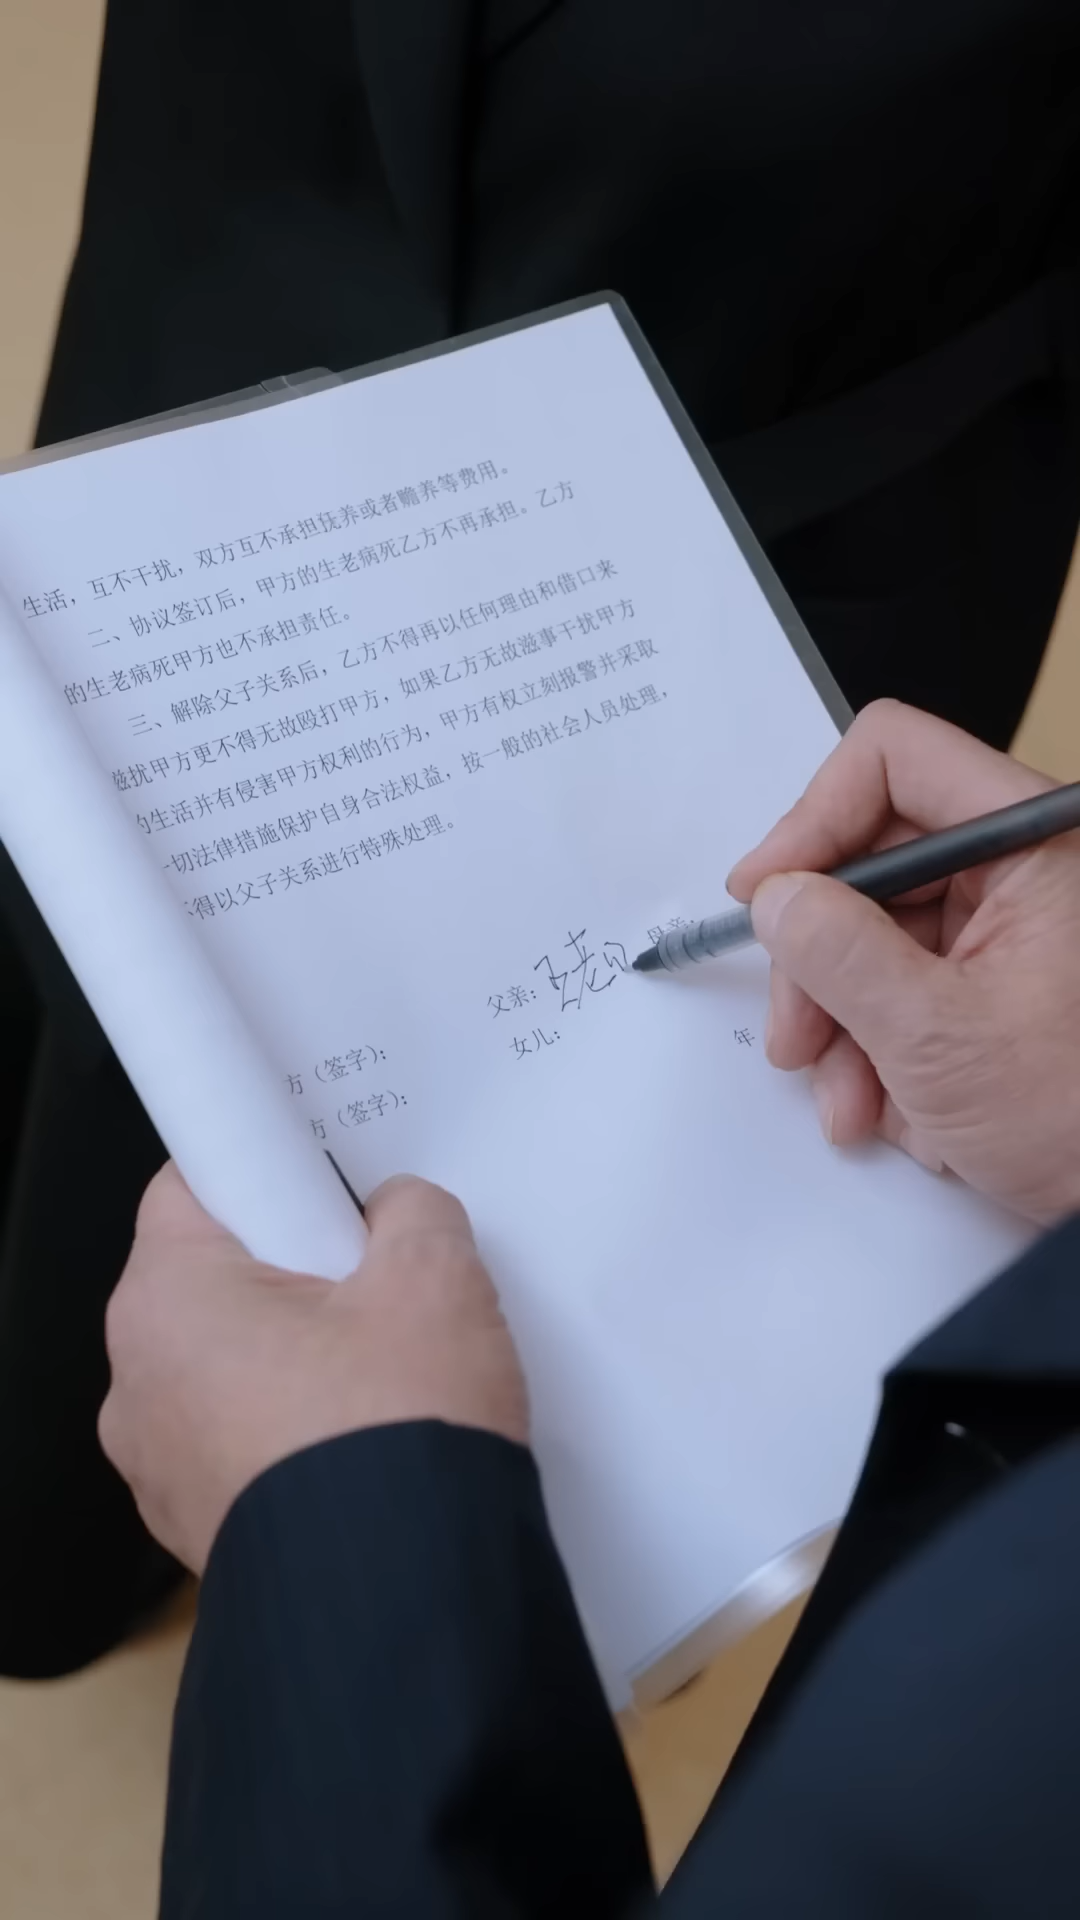 生活，互不干扰，双方互不承担抚养或者赡养等费用。
二、协议签订后，甲方的生老病死乙方不再承担。乙方
的生老病死甲方也不承担责任。
三、解除父子关系后，乙方不得再以任何理由和借口来
滋扰甲方更不得无故殴打甲方，如果乙方无故滋事干扰甲方
的生活并有侵害甲方权利的行为，甲方有权立刻报警并采取
一切法律措施保护自身合法权益，按一般的社会人员处理，
不得以父子关系进行特殊处理。
方（签字）： 父亲： 母亲：
方（签字）： 女儿： 年